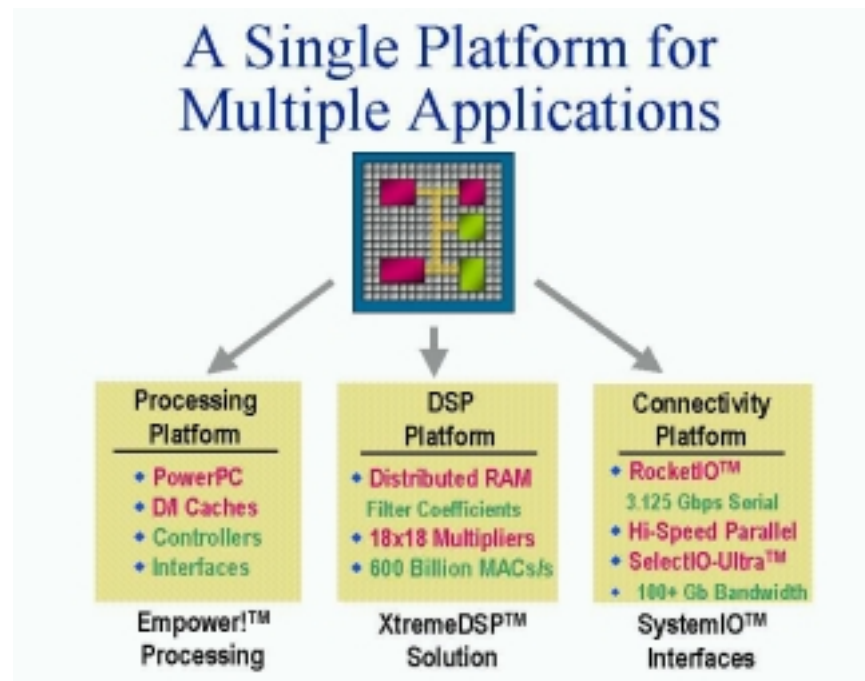 A Single Platform for
Multiple Applications
Processing
Platform
PowerPC
DM Caches
Controllers
Interfaces
Empower!™
Processing
DSP
Platform
Distributed RAM
Filter Coefficients
18x18 Multipliers
600 Billion MACs/s
XtremeDSP™
Solution
Connectivity
Platform
RocketIO™
3.125 Gbps Serial
Hi-Speed Parallel
SelectIO-Ultra™
100+ Gb Bandwidth
SystemIO™
Interfaces